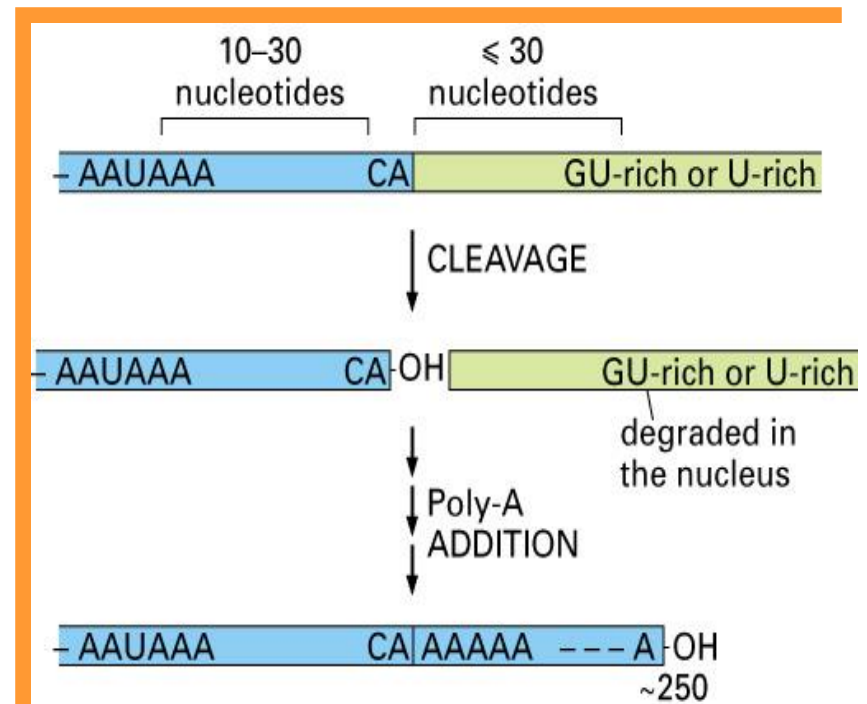 10–30 nucleotides
⩽ 30 nucleotides
– AAUAAA CA GU-rich or U-rich
CLEAVAGE
– AAUAAA CA-OH GU-rich or U-rich
degraded in
the nucleus
Poly-A
ADDITION
– AAUAAA CA AAAAA – – – A-OH
~250